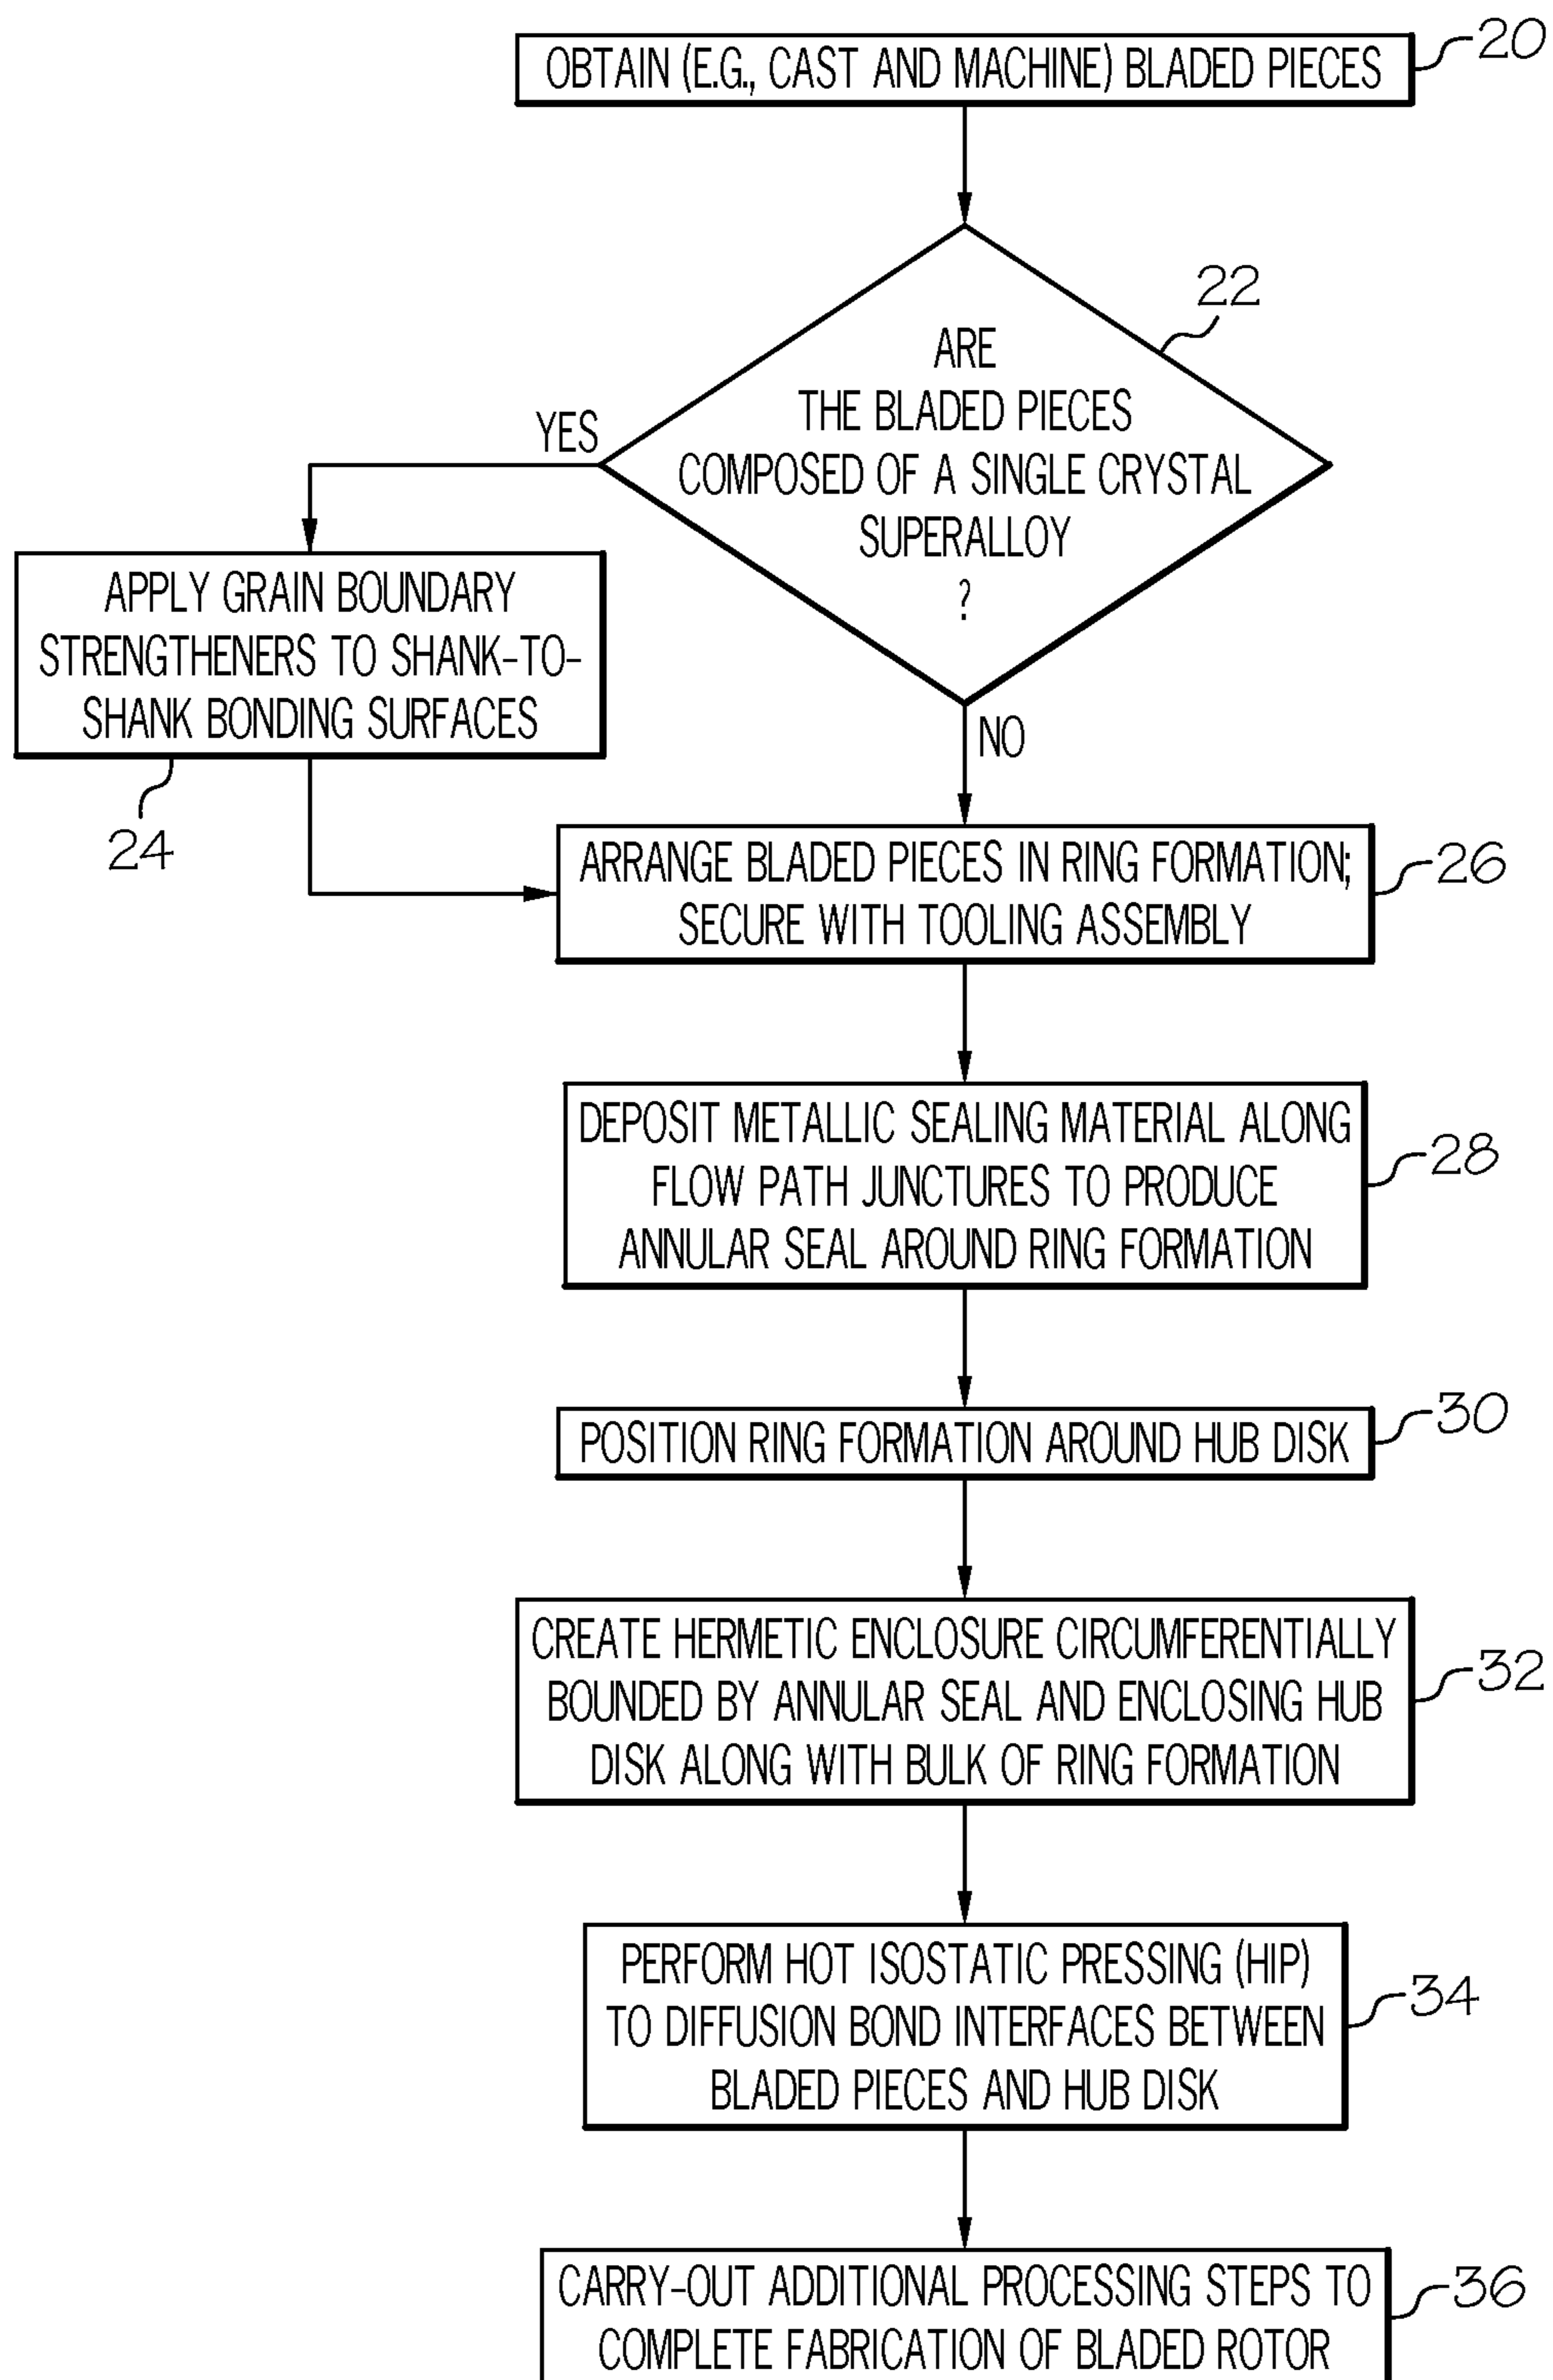 OBTAIN (E.G., CAST AND MACHINE) BLADED PIECES
20
22
ARE
THE BLADED PIECES
COMPOSED OF A SINGLE CRYSTAL
SUPERALLOY
?
YES
APPLY GRAIN BOUNDARY
STRENGTHENERS TO SHANK-TO-
SHANK BONDING SURFACES
24
NO
ARRANGE BLADED PIECES IN RING FORMATION;
SECURE WITH TOOLING ASSEMBLY
26
DEPOSIT METALLIC SEALING MATERIAL ALONG
FLOW PATH JUNCTURES TO PRODUCE
ANNULAR SEAL AROUND RING FORMATION
28
POSITION RING FORMATION AROUND HUB DISK
30
CREATE HERMETIC ENCLOSURE CIRCUMFERENTIALLY
BOUNDED BY ANNULAR SEAL AND ENCLOSING HUB
DISK ALONG WITH BULK OF RING FORMATION
32
PERFORM HOT ISOSTATIC PRESSING (HIP)
TO DIFFUSION BOND INTERFACES BETWEEN
BLADED PIECES AND HUB DISK
34
CARRY-OUT ADDITIONAL PROCESSING STEPS TO
COMPLETE FABRICATION OF BLADED ROTOR
36